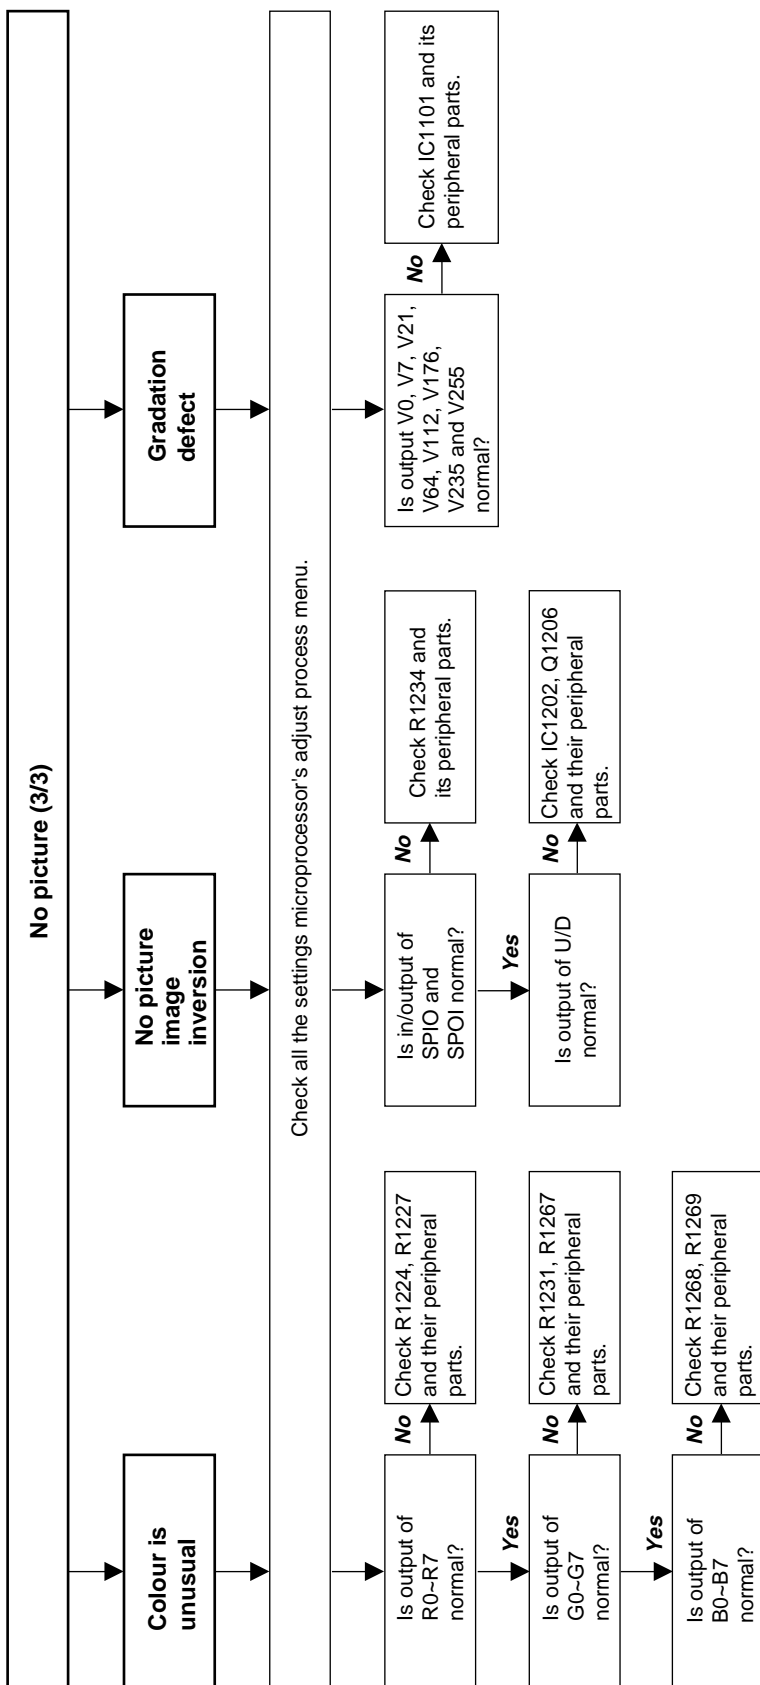 No picture (3/3)
Colour is
unusual
No picture
image
inversion
Gradation
defect
Check all the settings microprocessor's adjust process menu.
Is output of
R0~R7
normal?
No
Check R1224, R1227
and their peripheral
parts.
Yes
Is output of
G0~G7
normal?
No
Check R1231, R1267
and their peripheral
parts.
Yes
Is output of
B0~B7
normal?
No
Check R1268, R1269
and their peripheral
parts.
Is in/output of
SPIO and
SPOI normal?
No
Check R1234 and
its peripheral parts.
Yes
Is output of U/D
normal?
No
Check IC1202, Q1206
and their peripheral
parts.
Is output V0, V7, V21,
V64, V112, V176,
V235 and V255
normal?
No
Check IC1101 and its
peripheral parts.